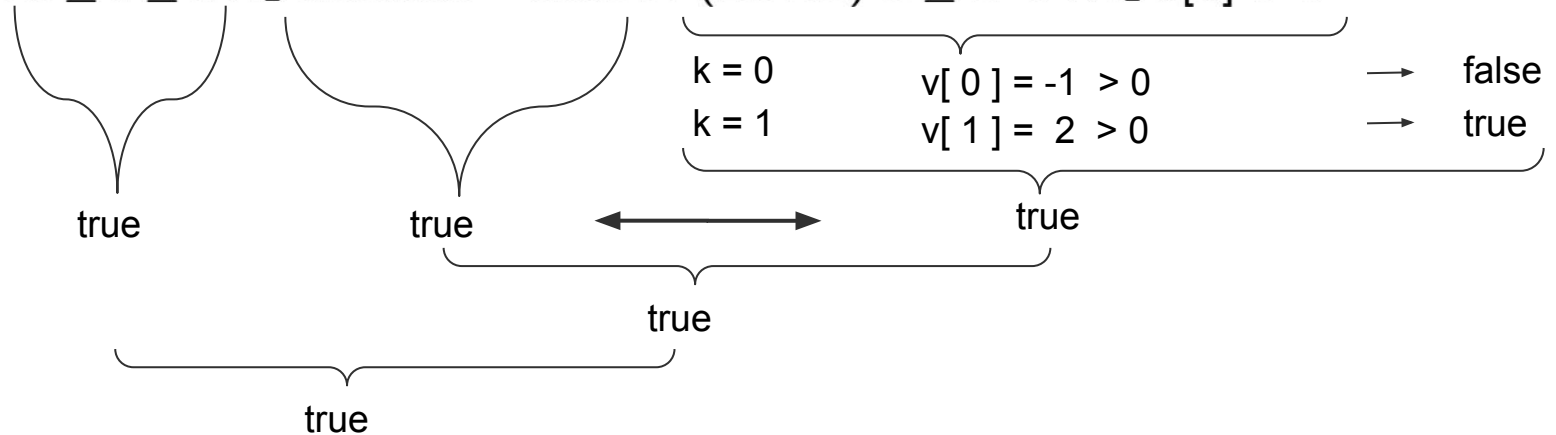 k = 0 v[ 0 ] = -1 > 0 false
k = 1 v[ 1 ] = 2 > 0 true
true true true
true
true